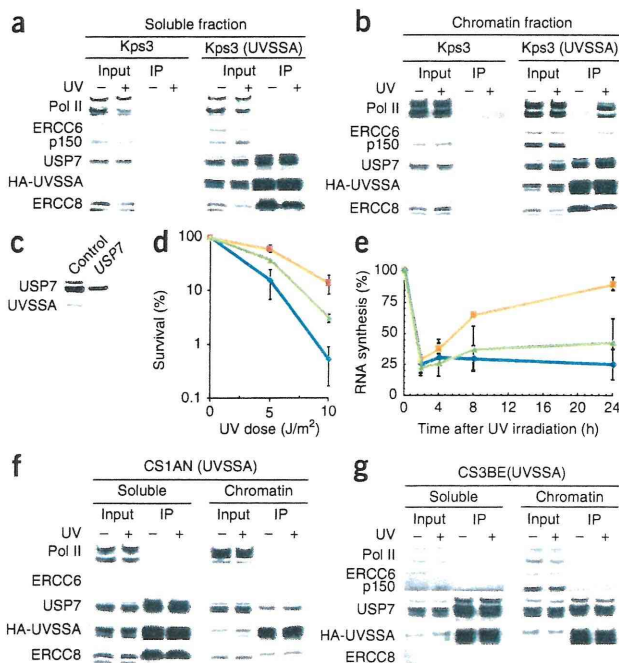 a
Soluble fraction
Kps3 Kps3 (UVSSA)
Input IP Input IP
UV – + – + – + – +
Pol II
ERCC6
p150
USP7
HA-UVSSA
ERCC8
b
Chromatin fraction
Kps3 Kps3 (UVSSA)
Input IP Input IP
UV – + – + – + – +
Pol II
ERCC6
p150
USP7
HA-UVSSA
ERCC8
c
Control USP7
USP7
UVSSA
d
Survival (%)
100
10
1
0.1
0 5 10
UV dose (J/m²)
e
RNA synthesis (%)
100
75
50
25
0
0 4 8 12 16 20 24
Time after UV irradiation (h)
f
CS1AN (UVSSA)
Soluble Chromatin
Input IP Input IP
UV – + – + – + – +
Pol II
ERCC6
USP7
HA-UVSSA
ERCC8
g
CS3BE(UVSSA)
Soluble Chromatin
Input IP Input IP
UV – + – + – + – +
Pol II
ERCC6
p150
USP7
HA-UVSSA
ERCC8